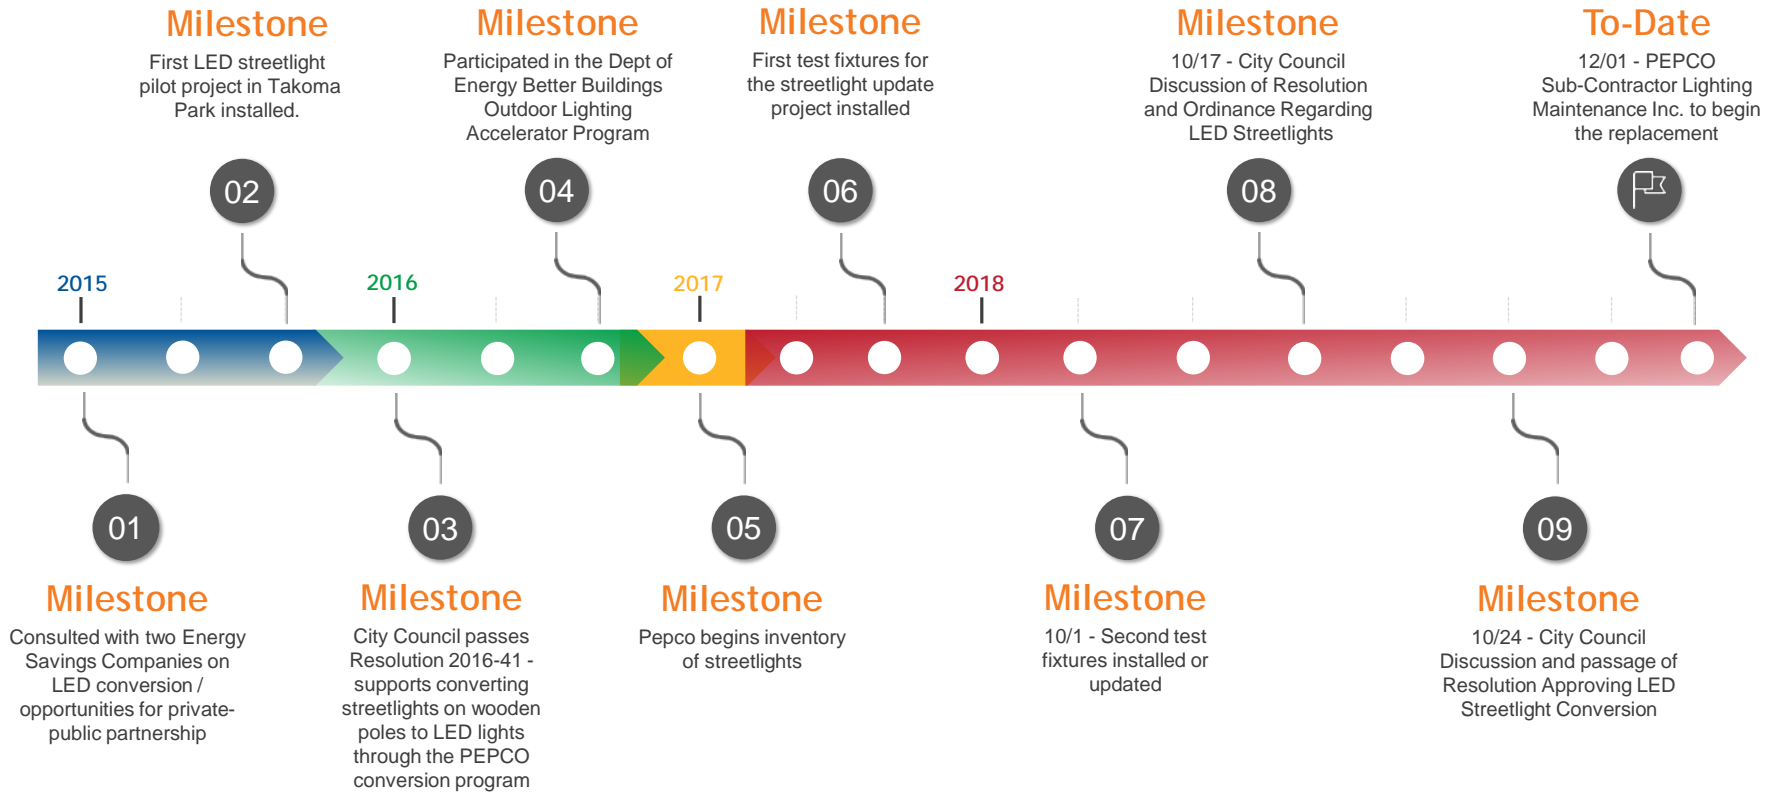 Milestone
First LED streetlight
pilot project in Takoma
Park installed.
02
Milestone
Participated in the Dept of
Energy Better Buildings
Outdoor Lighting
Accelerator Program
04
Milestone
First test fixtures for
the streetlight update
project installed
06
Milestone
10/17 - City Council
Discussion of Resolution
and Ordinance Regarding
LED Streetlights
08
To-Date
12/01 - PEPCO
Sub-Contractor Lighting
Maintenance Inc. to begin
the replacement
2015
2016
2017
2018
01
Milestone
Consulted with two Energy
Savings Companies on
LED conversion /
opportunities for private-
public partnership
03
Milestone
City Council passes
Resolution 2016-41 -
supports converting
streetlights on wooden
poles to LED lights
through the PEPCO
conversion program
05
Milestone
Pepco begins inventory
of streetlights
07
Milestone
10/1 - Second test
fixtures installed or
updated
09
Milestone
10/24 - City Council
Discussion and passage of
Resolution Approving LED
Streetlight Conversion